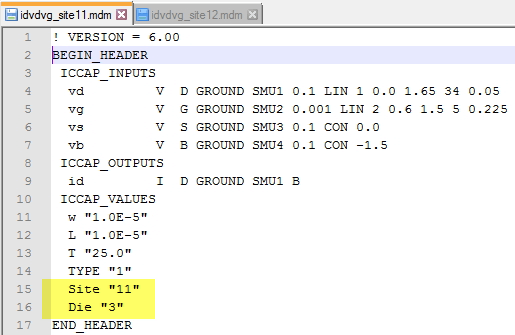 idvdvg_site11.mdm idvdvg_site12.mdm
1 ! VERSION = 6.00
2 BEGIN_HEADER
3 ICCAP_INPUTS
4 vd V D GROUND SMU1 0.1 LIN 1 0.0 1.65 34 0.05
5 vg V G GROUND SMU2 0.001 LIN 2 0.6 1.5 5 0.225
6 vs V S GROUND SMU3 0.1 CON 0.0
7 vb V B GROUND SMU4 0.1 CON -1.5
8 ICCAP_OUTPUTS
9 id I D GROUND SMU1 B
10 ICCAP_VALUES
11 w "1.0E-5"
12 L "1.0E-5"
13 T "25.0"
14 TYPE "1"
15 Site "11"
16 Die "3"
17 END_HEADER